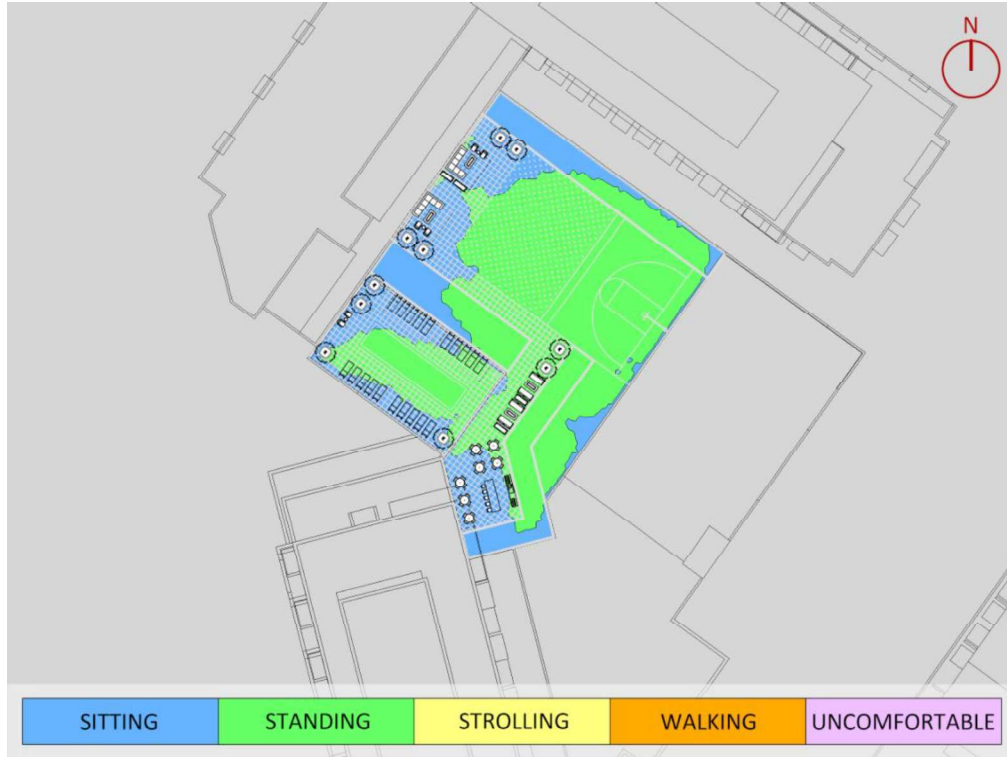 N
SITTING
STANDING
STROLLING
WALKING
UNCOMFORTABLE